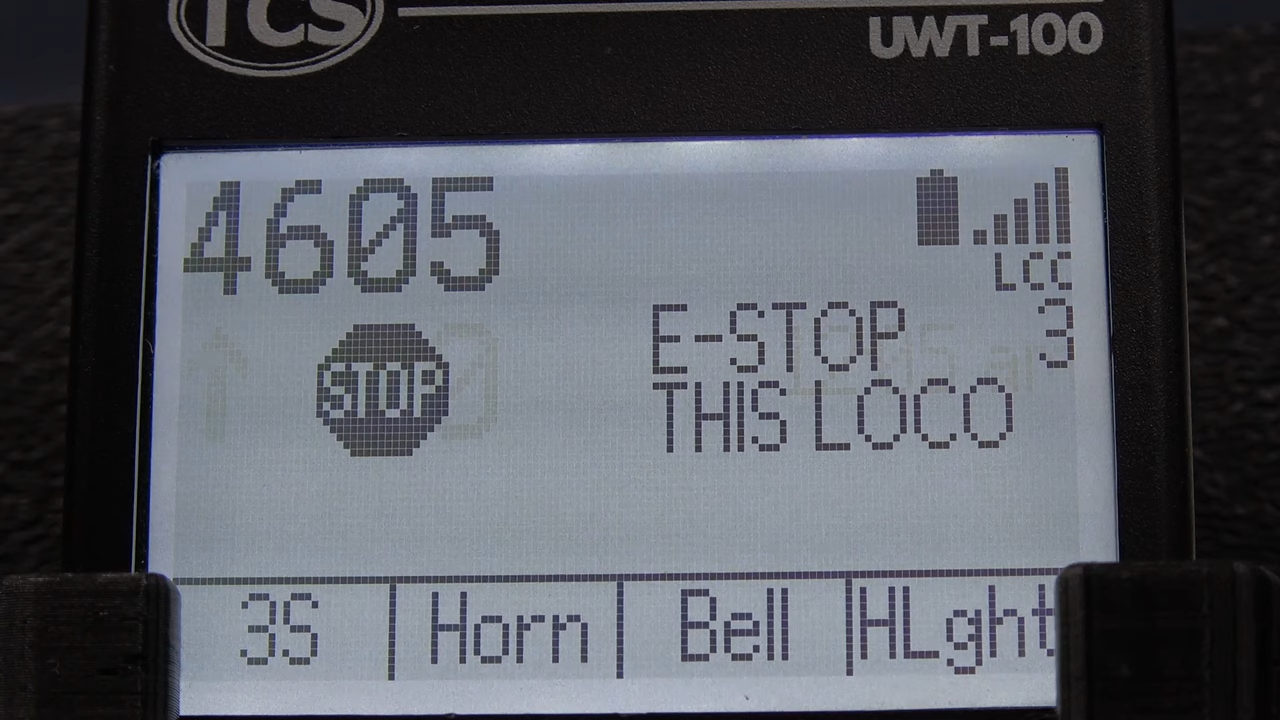 TCS
UWT-100
4605
LCC
3
STOP
E-STOP
THIS LOCO
3S Horn Bell HLght